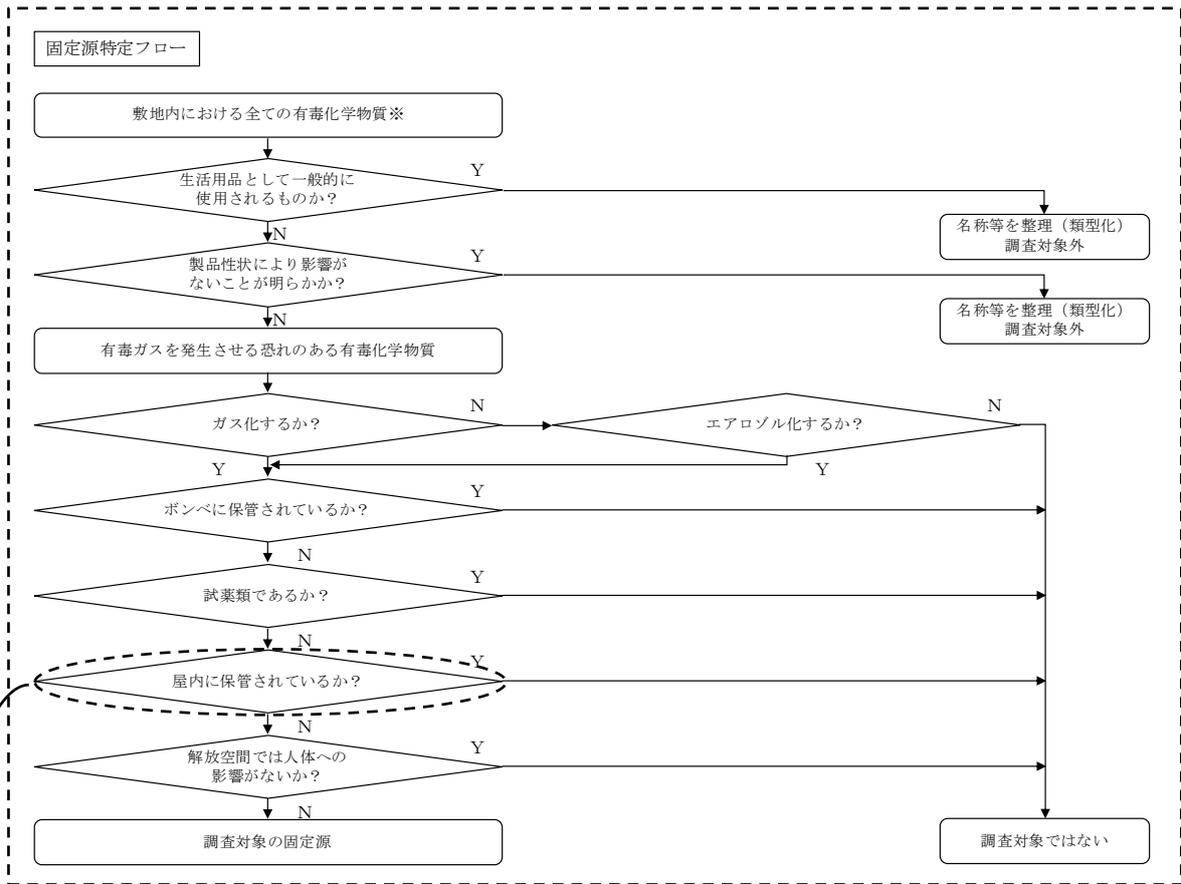 固定源特定フロー
敷地内における全ての有毒化学物質※
生活用品として一般的に
使用されるものか?
Y
N
名称等を整理（類型化）
調査対象外
製品性状により影響が
ないことが明らかか?
Y
N
名称等を整理（類型化）
調査対象外
有毒ガスを発生させる恐れのある有毒化学物質
ガス化するか?
N
Y
エアロゾル化するか?
N
Y
ボンベに保管されているか?
Y
N
試薬類であるか?
Y
N
屋内に保管されているか?
Y
N
解放空間では人体への
影響がないか?
Y
N
調査対象の固定源
調査対象ではない